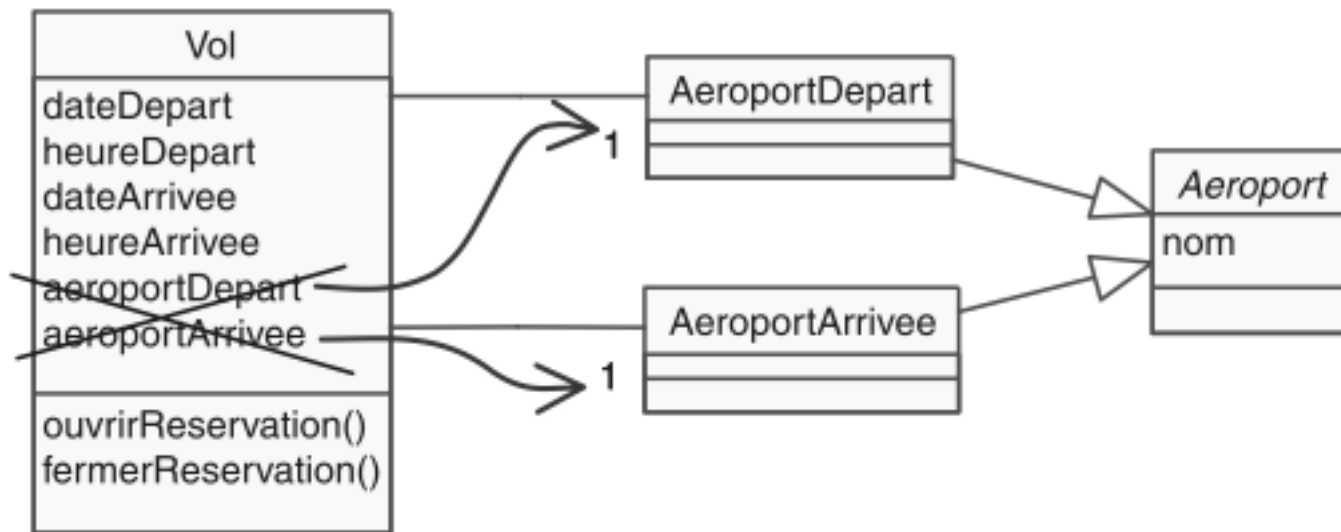 Vol
dateDepart
heureDepart
dateArrivee
heureArrivee
aeroportDepart
aeroportArrivee
ouvrirReservation()
fermerReservation()
AeroportDepart
1
AeroportArrivee
1
Aeroport
nom